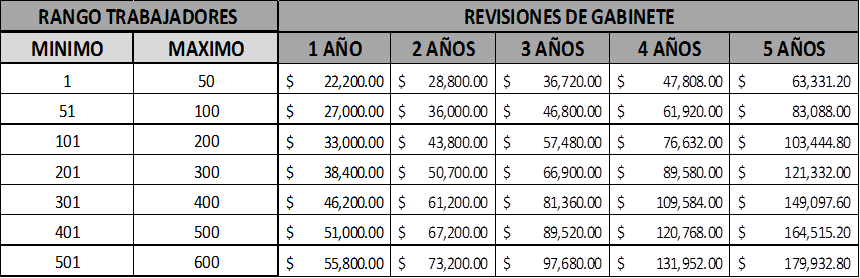 RANGO TRABAJADORES REVISIONES DE GABINETE
MINIMO MAXIMO 1 AÑO 2 AÑOS 3 AÑOS 4 AÑOS 5 AÑOS
1 50 $ 22,200.00 $ 28,800.00 $ 36,720.00 $ 47,808.00 $ 63,331.20
51 100 $ 27,000.00 $ 36,000.00 $ 46,800.00 $ 61,920.00 $ 83,088.00
101 200 $ 33,000.00 $ 43,800.00 $ 57,480.00 $ 76,632.00 $ 103,444.80
201 300 $ 38,400.00 $ 50,700.00 $ 66,900.00 $ 89,580.00 $ 121,332.00
301 400 $ 46,200.00 $ 61,200.00 $ 81,360.00 $ 109,584.00 $ 149,097.60
401 500 $ 51,000.00 $ 67,200.00 $ 89,520.00 $ 120,768.00 $ 164,515.20
501 600 $ 55,800.00 $ 73,200.00 $ 97,680.00 $ 131,952.00 $ 179,932.80